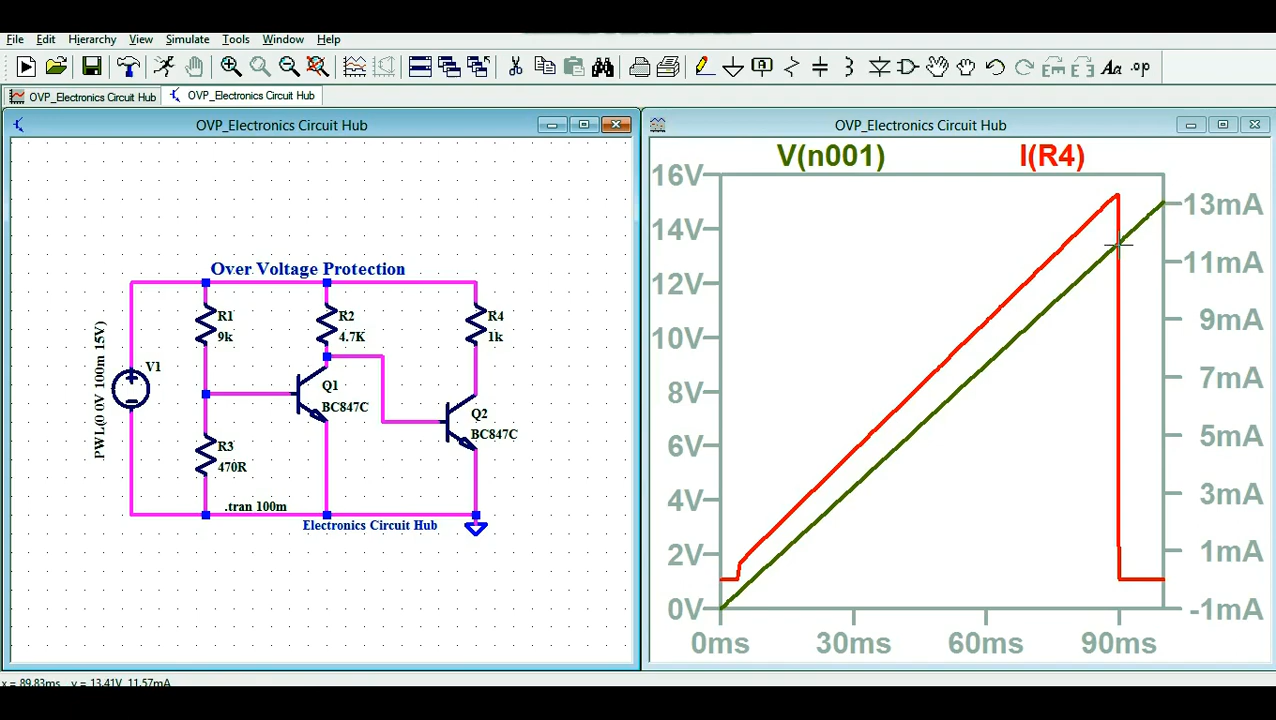 File Edit Hierarchy View Simulate Tools Window Help
Aa .op
OVP_Electronics Circuit Hub OVP_Electronics Circuit Hub
OVP_Electronics Circuit Hub
Over Voltage Protection
R1
9k
R2
4.7K
R4
1k
PWL(0 0V 100m 15V)
V1
Q1
BC847C
Q2
BC847C
R3
470R
.tran 100m
Electronics Circuit Hub
OVP_Electronics Circuit Hub
V(n001) I(R4)
16V
14V
12V
10V
8V
6V
4V
2V
0V
13mA
11mA
9mA
7mA
5mA
3mA
1mA
-1mA
0ms 30ms 60ms 90ms
x = 89.83ms y = 13.41V, 11.57mA